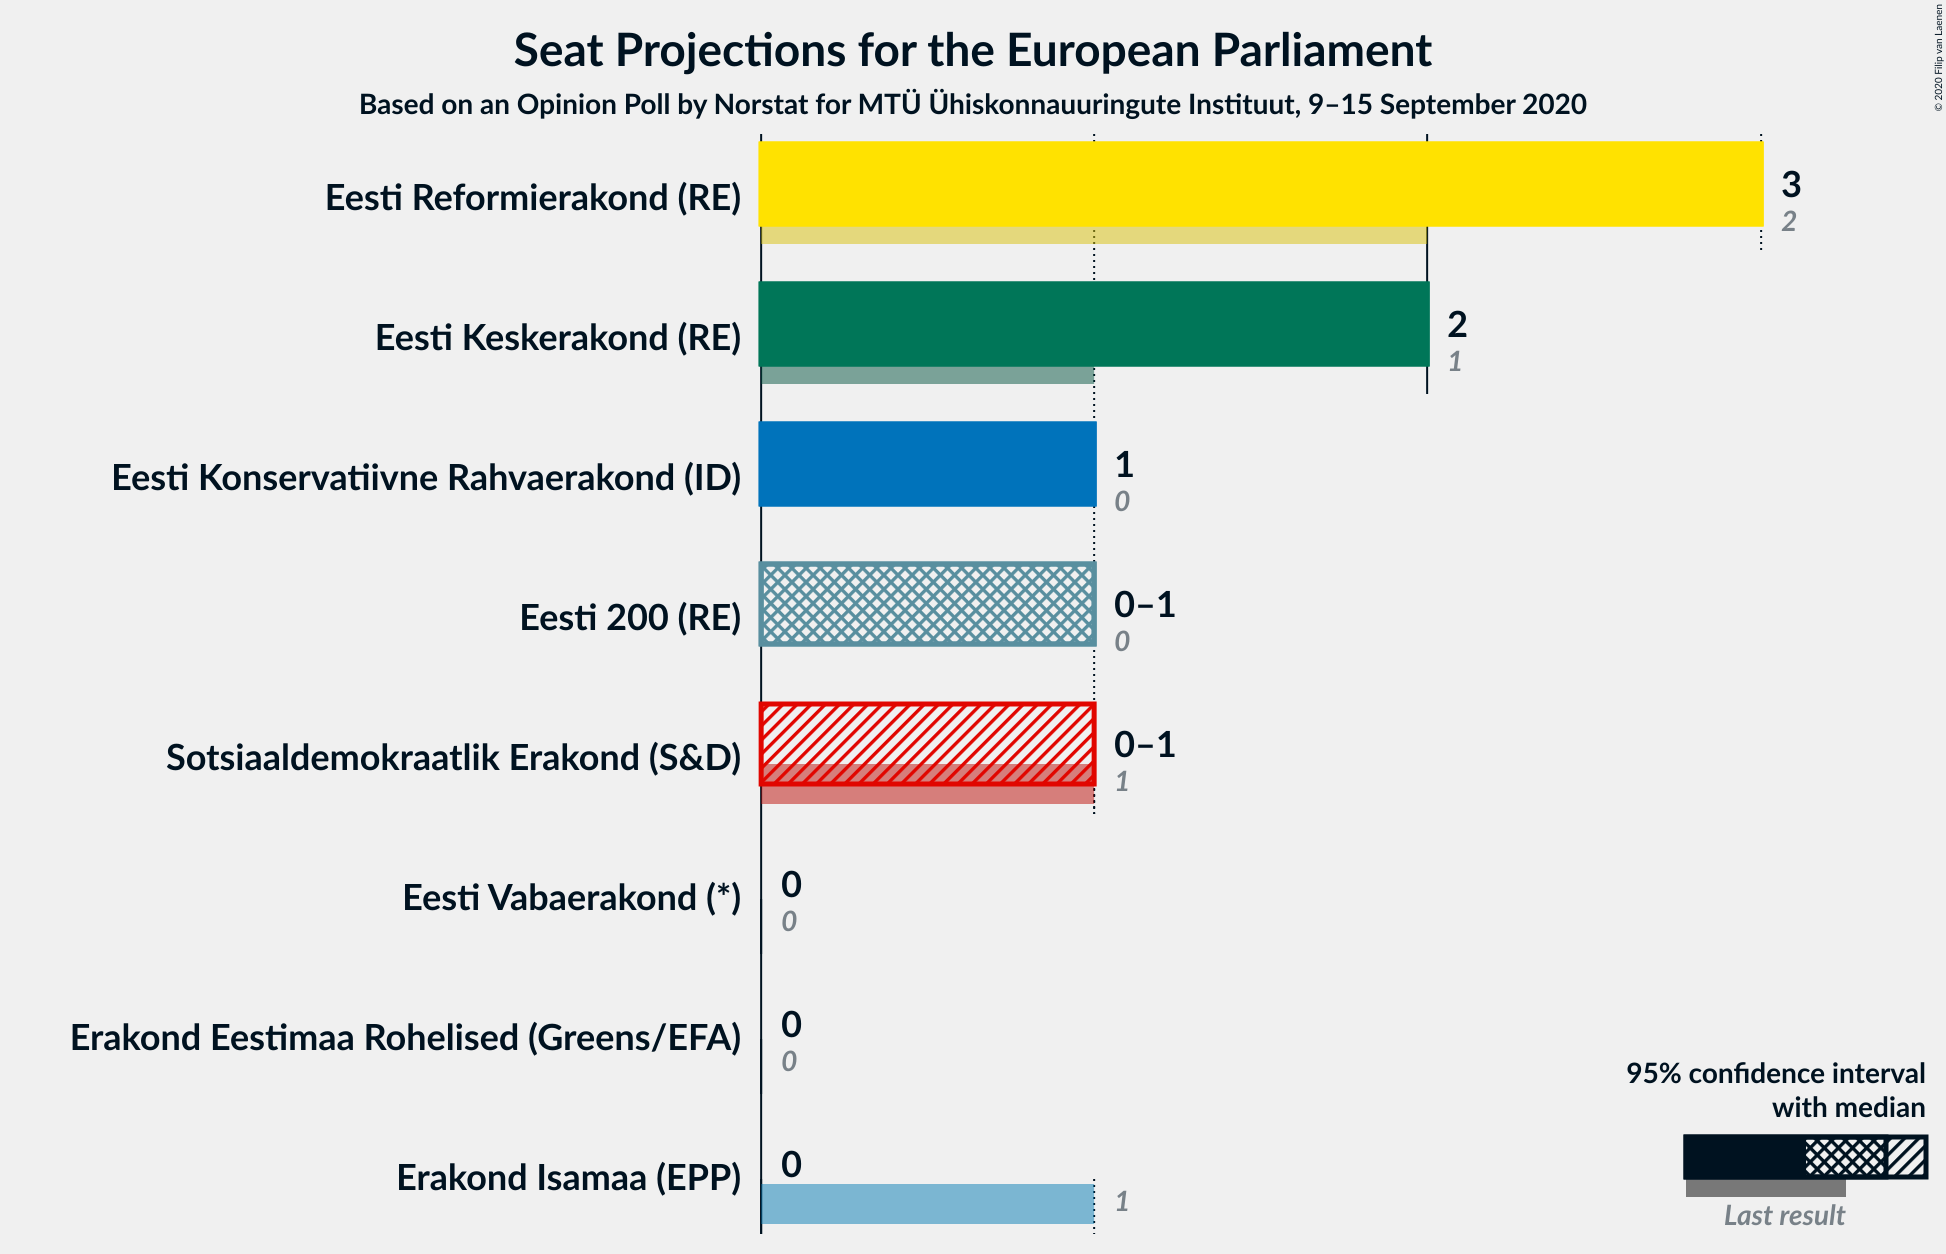 Seat Projections for the European Parliament
Based on an Opinion Poll by Norstat for MTÜ Ühiskonnauuringute Instituut, 9–15 September 2020
© 2020 Filip van Laenen
Eesti Reformierakond (RE)
3
2
Eesti Keskerakond (RE)
2
1
Eesti Konservatiivne Rahvaerakond (ID)
1
0
Eesti 200 (RE)
0–1
0
Sotsiaaldemokraatlik Erakond (S&D)
0–1
1
Eesti Vabaerakond (*)
0
0
Erakond Eestimaa Rohelised (Greens/EFA)
0
0
Erakond Isamaa (EPP)
0
1
95% confidence interval
with median
Last result